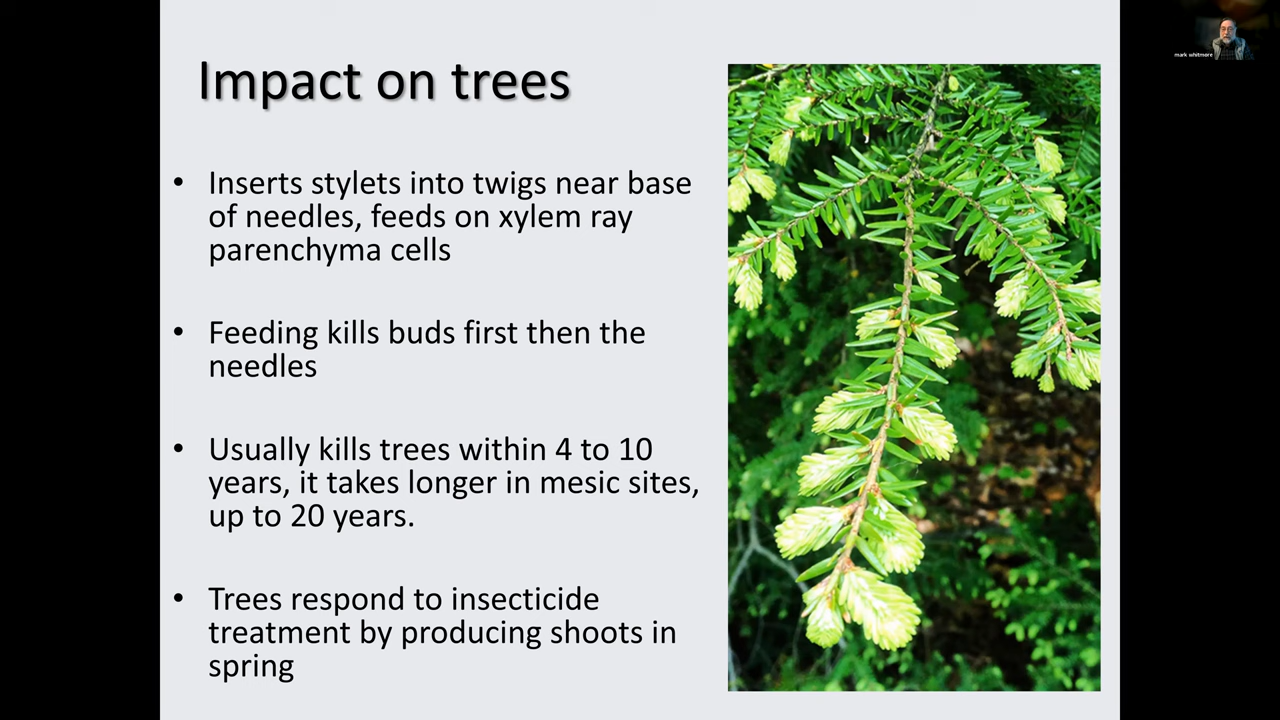 mark whitmore
Impact on trees
• Inserts stylets into twigs near base
of needles, feeds on xylem ray
parenchyma cells
• Feeding kills buds first then the
needles
• Usually kills trees within 4 to 10
years, it takes longer in mesic sites,
up to 20 years.
• Trees respond to insecticide
treatment by producing shoots in
spring